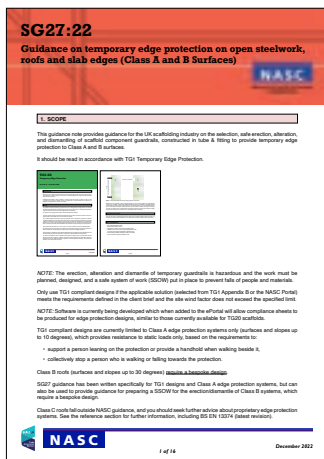 SG27:22
Guidance on temporary edge protection on open steelwork,
roofs and slab edges (Class A and B Surfaces)
NASC
1. SCOPE
This guidance note provides guidance for the UK scaffolding industry on the selection, safe erection, alteration,
and dismantling of scaffold component guardrails, constructed in tube & fitting to provide temporary edge
protection to Class A and B surfaces.
It should be read in accordance with TG1 Temporary Edge Protection.
NOTE: The erection, alteration and dismantle of temporary guardrails is hazardous and the work must be
planned, designed, and a safe system of work (SSOW) put in place to prevent falls of people and materials.
Only use TG1 compliant designs if the applicable solution (selected from TG1 Appendix B or the NASC Portal)
meets the requirements defined in the client brief and the site wind factor does not exceed the specified limit.
NOTE: Software is currently being developed which when added to the ePortal will allow compliance sheets to
be produced for edge protection designs, similar to those currently available for TG20 scaffolds.
TG1 compliant designs are currently limited to Class A edge protection systems only (surfaces and slopes up
to 10 degrees), which provides resistance to static loads only, based on the requirements to:
• support a person leaning on the protection or provide a handhold when walking beside it,
• collectively stop a person who is walking or falling towards the protection.
Class B roofs (surfaces and slopes up to 30 degrees) require a bespoke design.
SG27 guidance has been written specifically for TG1 designs and Class A edge protection systems, but can
also be used to provide guidance for preparing a SSOW for the erection/dismantle of Class B systems, which
require a bespoke design.
Class C roofs fall outside NASC guidance, and you should seek further advice about proprietary edge protection
systems. See the reference section for further information, including BS EN 13374 (latest revision).
NASC
1 of 16
December 2022